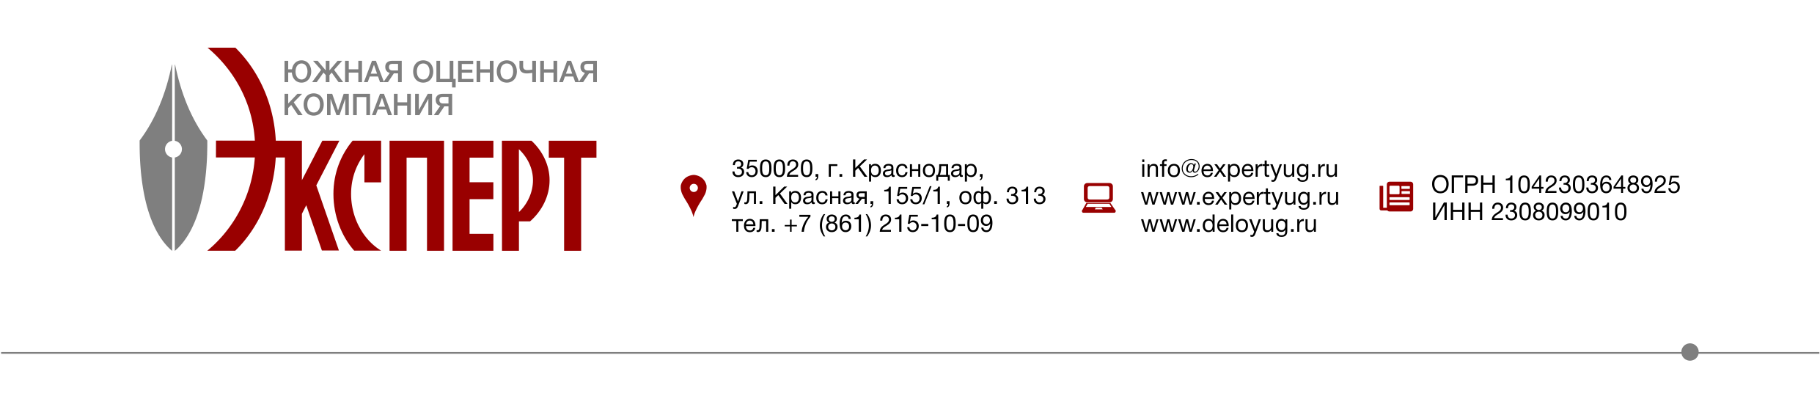 ЮЖНАЯ ОЦЕНОЧНАЯ
КОМПАНИЯ
ЭКСПЕРТ
350020, г. Краснодар,
ул. Красная, 155/1, оф. 313
тел. +7 (861) 215-10-09
info@expertyug.ru
www.expertyug.ru
www.deloyug.ru
ОГРН 1042303648925
ИНН 2308099010